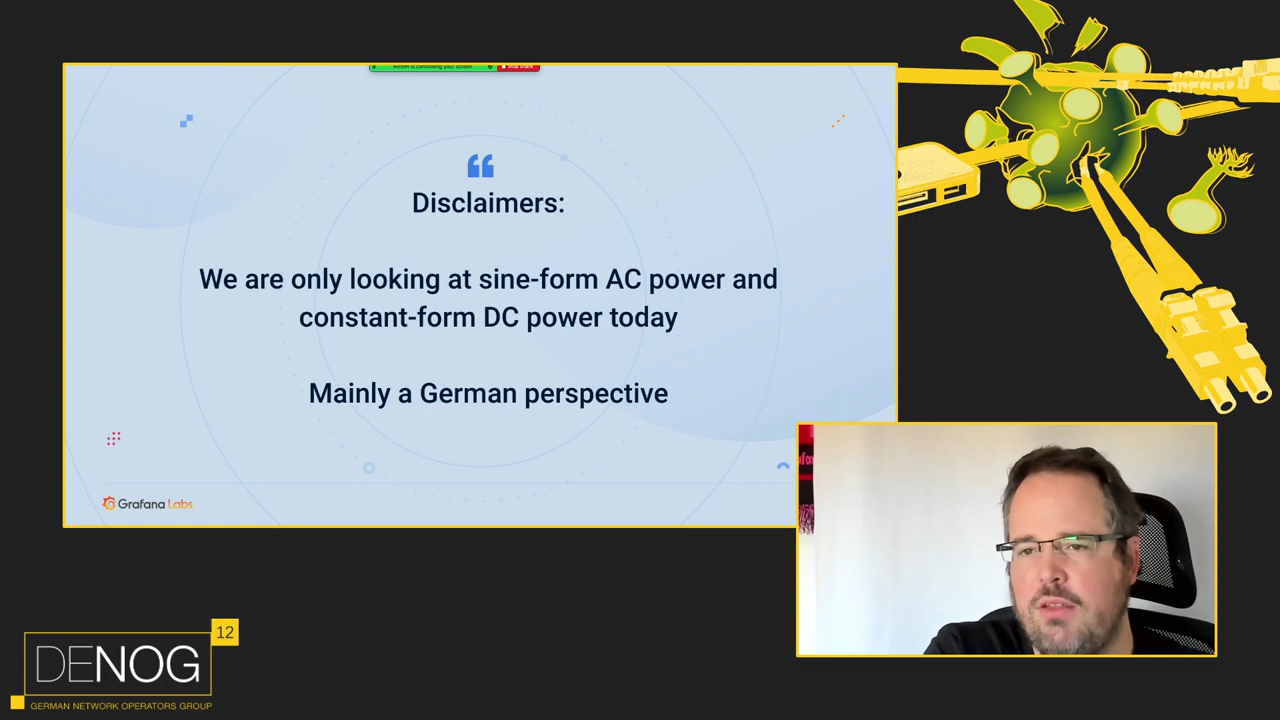 Disclaimers:
We are only looking at sine-form AC power and
constant-form DC power today
Mainly a German perspective
Grafana Labs
12
DENOG
GERMAN NETWORK OPERATORS GROUP